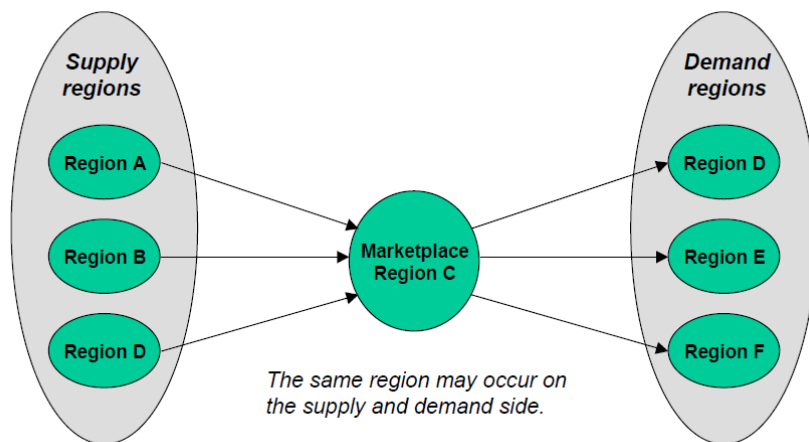 Supply
regions
Region A
Region B
Region D
Marketplace
Region C
Demand
regions
Region D
Region E
Region F
The same region may occur on
the supply and demand side.